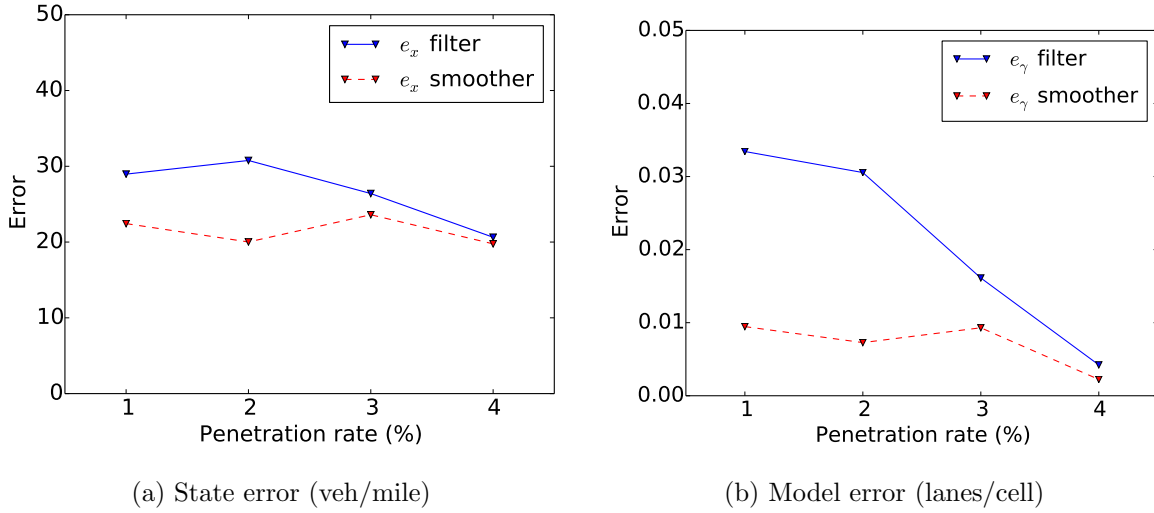 50
40
30
20
10
0
Error
e_x filter
e_x smoother
1 2 3 4
Penetration rate (%)
(a) State error (veh/mile)
0.05
0.04
0.03
0.02
0.01
0.00
Error
e_γ filter
e_γ smoother
1 2 3 4
Penetration rate (%)
(b) Model error (lanes/cell)